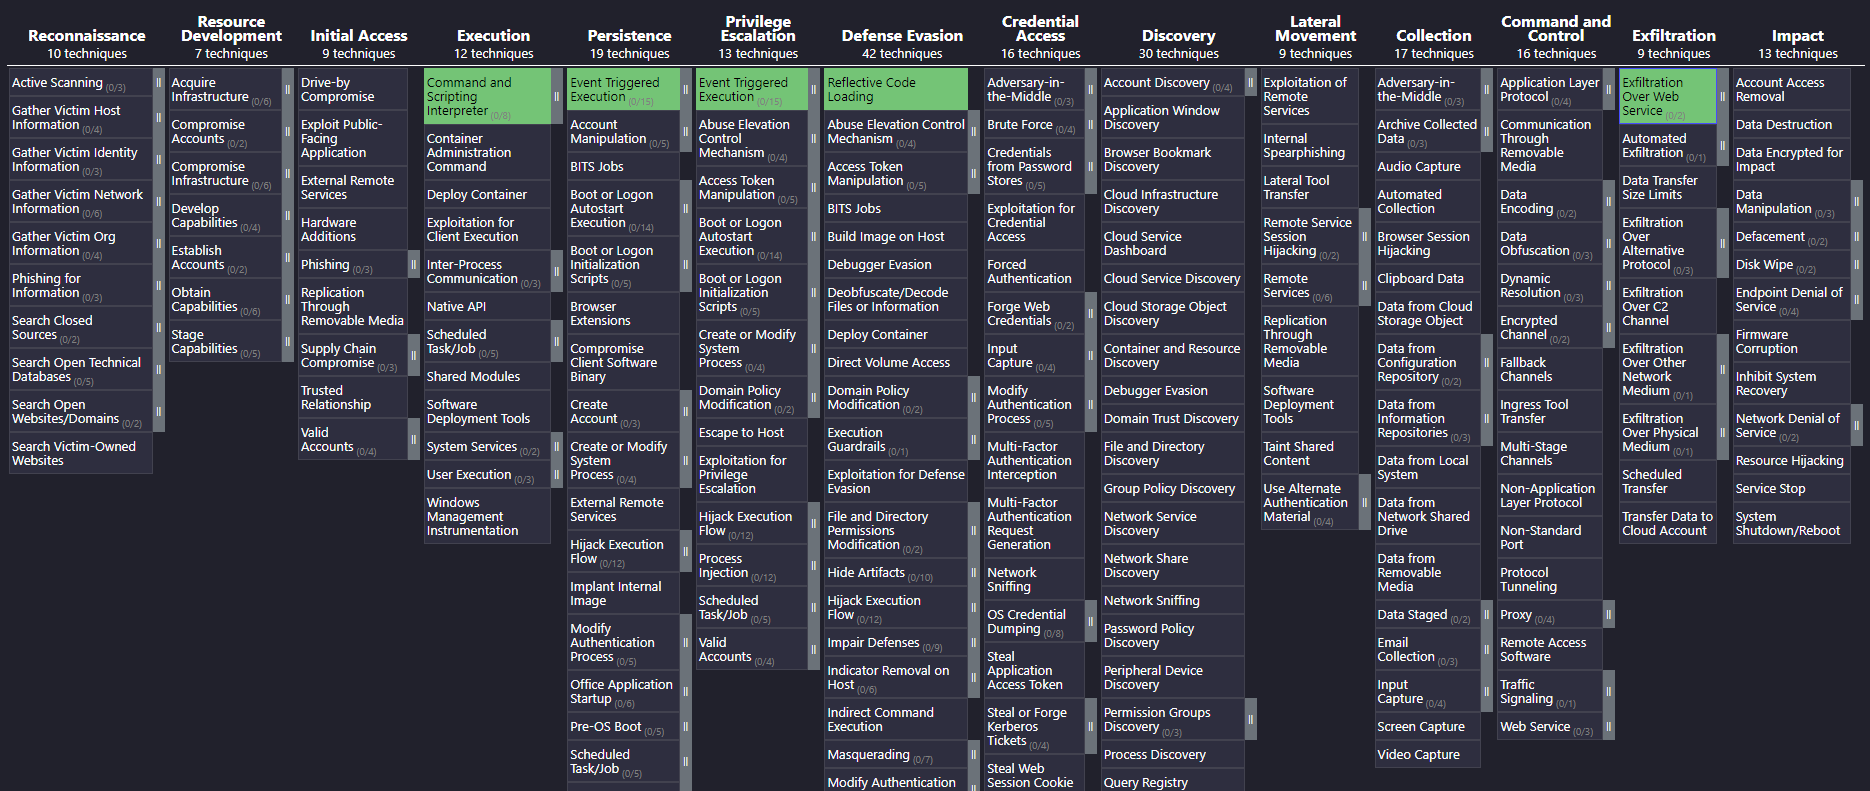 Reconnaissance
10 techniques
Active Scanning (0/3)
Gather Victim Host
Information (0/4)
Gather Victim Identity
Information (0/3)
Gather Victim Network
Information (0/6)
Gather Victim Org
Information (0/4)
Phishing for
Information (0/3)
Search Closed
Sources (0/2)
Search Open Technical
Databases (0/5)
Search Open
Websites/Domains (0/2)
Search Victim-Owned
Websites
Resource
Development
7 techniques
Acquire
Infrastructure (0/6)
Compromise
Accounts (0/2)
Compromise
Infrastructure (0/6)
Develop
Capabilities (0/4)
Establish
Accounts (0/2)
Obtain
Capabilities (0/6)
Stage
Capabilities (0/5)
Initial Access
9 techniques
Drive-by
Compromise
Exploit Public-
Facing
Application
External Remote
Services
Hardware
Additions
Phishing (0/3)
Replication
Through
Removable Media
Supply Chain
Compromise (0/3)
Trusted
Relationship
Valid
Accounts (0/4)
Execution
12 techniques
Command and
Scripting
Interpreter (0/8)
Container
Administration
Command
Deploy Container
Exploitation for
Client Execution
Inter-Process
Communication (0/3)
Native API
Scheduled
Task/Job (0/5)
Shared Modules
Software
Deployment Tools
System Services (0/2)
User Execution (0/3)
Windows
Management
Instrumentation
Persistence
19 techniques
Event Triggered
Execution (0/15)
Account
Manipulation (0/5)
BITS Jobs
Boot or Logon
Autostart
Execution (0/14)
Boot or Logon
Initialization
Scripts (0/5)
Browser
Extensions
Compromise
Client Software
Binary
Create
Account (0/3)
Create or Modify
System
Process (0/4)
External Remote
Services
Hijack Execution
Flow (0/12)
Implant Internal
Image
Modify
Authentication
Process (0/5)
Office Application
Startup (0/6)
Pre-OS Boot (0/5)
Scheduled
Task/Job (0/5)
Privilege
Escalation
13 techniques
Event Triggered
Execution (0/15)
Abuse Elevation
Control
Mechanism (0/4)
Access Token
Manipulation (0/5)
Boot or Logon
Autostart
Execution (0/14)
Boot or Logon
Initialization
Scripts (0/5)
Create or Modify
System
Process (0/4)
Domain Policy
Modification (0/2)
Escape to Host
Exploitation for
Privilege
Escalation
Hijack Execution
Flow (0/12)
Process
Injection (0/12)
Scheduled
Task/Job (0/5)
Valid
Accounts (0/4)
Defense Evasion
42 techniques
Reflective Code
Loading
Abuse Elevation Control
Mechanism (0/4)
Access Token
Manipulation (0/5)
BITS Jobs
Build Image on Host
Debugger Evasion
Deobfuscate/Decode
Files or Information
Deploy Container
Direct Volume Access
Domain Policy
Modification (0/2)
Execution
Guardrails (0/1)
Exploitation for Defense
Evasion
File and Directory
Permissions
Modification (0/2)
Hide Artifacts (0/10)
Hijack Execution
Flow (0/12)
Impair Defenses (0/9)
Indicator Removal on
Host (0/6)
Indirect Command
Execution
Masquerading (0/7)
Modify Authentication
Credential
Access
16 techniques
Adversary-in-
the-Middle (0/3)
Brute Force (0/4)
Credentials
from Password
Stores (0/5)
Exploitation for
Credential
Access
Forced
Authentication
Forge Web
Credentials (0/2)
Input
Capture (0/4)
Modify
Authentication
Process (0/5)
Multi-Factor
Authentication
Interception
Multi-Factor
Authentication
Request
Generation
Network
Sniffing
OS Credential
Dumping (0/8)
Steal
Application
Access Token
Steal or Forge
Kerberos
Tickets (0/4)
Steal Web
Session Cookie
Discovery
30 techniques
Account Discovery (0/4)
Application Window
Discovery
Browser Bookmark
Discovery
Cloud Infrastructure
Discovery
Cloud Service
Dashboard
Cloud Service Discovery
Cloud Storage Object
Discovery
Container and Resource
Discovery
Debugger Evasion
Domain Trust Discovery
File and Directory
Discovery
Group Policy Discovery
Network Service
Discovery
Network Share
Discovery
Network Sniffing
Password Policy
Discovery
Peripheral Device
Discovery
Permission Groups
Discovery (0/3)
Process Discovery
Query Registry
Lateral
Movement
9 techniques
Exploitation of
Remote
Services
Internal
Spearphishing
Lateral Tool
Transfer
Remote Service
Session
Hijacking (0/2)
Remote
Services (0/6)
Replication
Through
Removable
Media
Software
Deployment
Tools
Taint Shared
Content
Use Alternate
Authentication
Material (0/4)
Collection
17 techniques
Adversary-in-
the-Middle (0/3)
Archive Collected
Data (0/3)
Audio Capture
Automated
Collection
Browser Session
Hijacking
Clipboard Data
Data from Cloud
Storage Object
Data from
Configuration
Repository (0/2)
Data from
Information
Repositories (0/3)
Data from Local
System
Data from
Network Shared
Drive
Data from
Removable
Media
Data Staged (0/2)
Email
Collection (0/3)
Input
Capture (0/4)
Screen Capture
Video Capture
Command and
Control
16 techniques
Application Layer
Protocol (0/4)
Communication
Through
Removable
Media
Data
Encoding (0/2)
Data
Obfuscation (0/3)
Dynamic
Resolution (0/3)
Encrypted
Channel (0/2)
Fallback
Channels
Ingress Tool
Transfer
Multi-Stage
Channels
Non-Application
Layer Protocol
Non-Standard
Port
Protocol
Tunneling
Proxy (0/4)
Remote Access
Software
Traffic
Signaling (0/1)
Web Service (0/3)
Exfiltration
9 techniques
Exfiltration
Over Web
Service (0/2)
Automated
Exfiltration (0/1)
Data Transfer
Size Limits
Exfiltration
Over
Alternative
Protocol (0/3)
Exfiltration
Over C2
Channel
Exfiltration
Over Other
Network
Medium (0/1)
Exfiltration
Over Physical
Medium (0/1)
Scheduled
Transfer
Transfer Data to
Cloud Account
Impact
13 techniques
Account Access
Removal
Data Destruction
Data Encrypted for
Impact
Data
Manipulation (0/3)
Defacement (0/2)
Disk Wipe (0/2)
Endpoint Denial of
Service (0/4)
Firmware
Corruption
Inhibit System
Recovery
Network Denial of
Service (0/2)
Resource Hijacking
Service Stop
System
Shutdown/Reboot